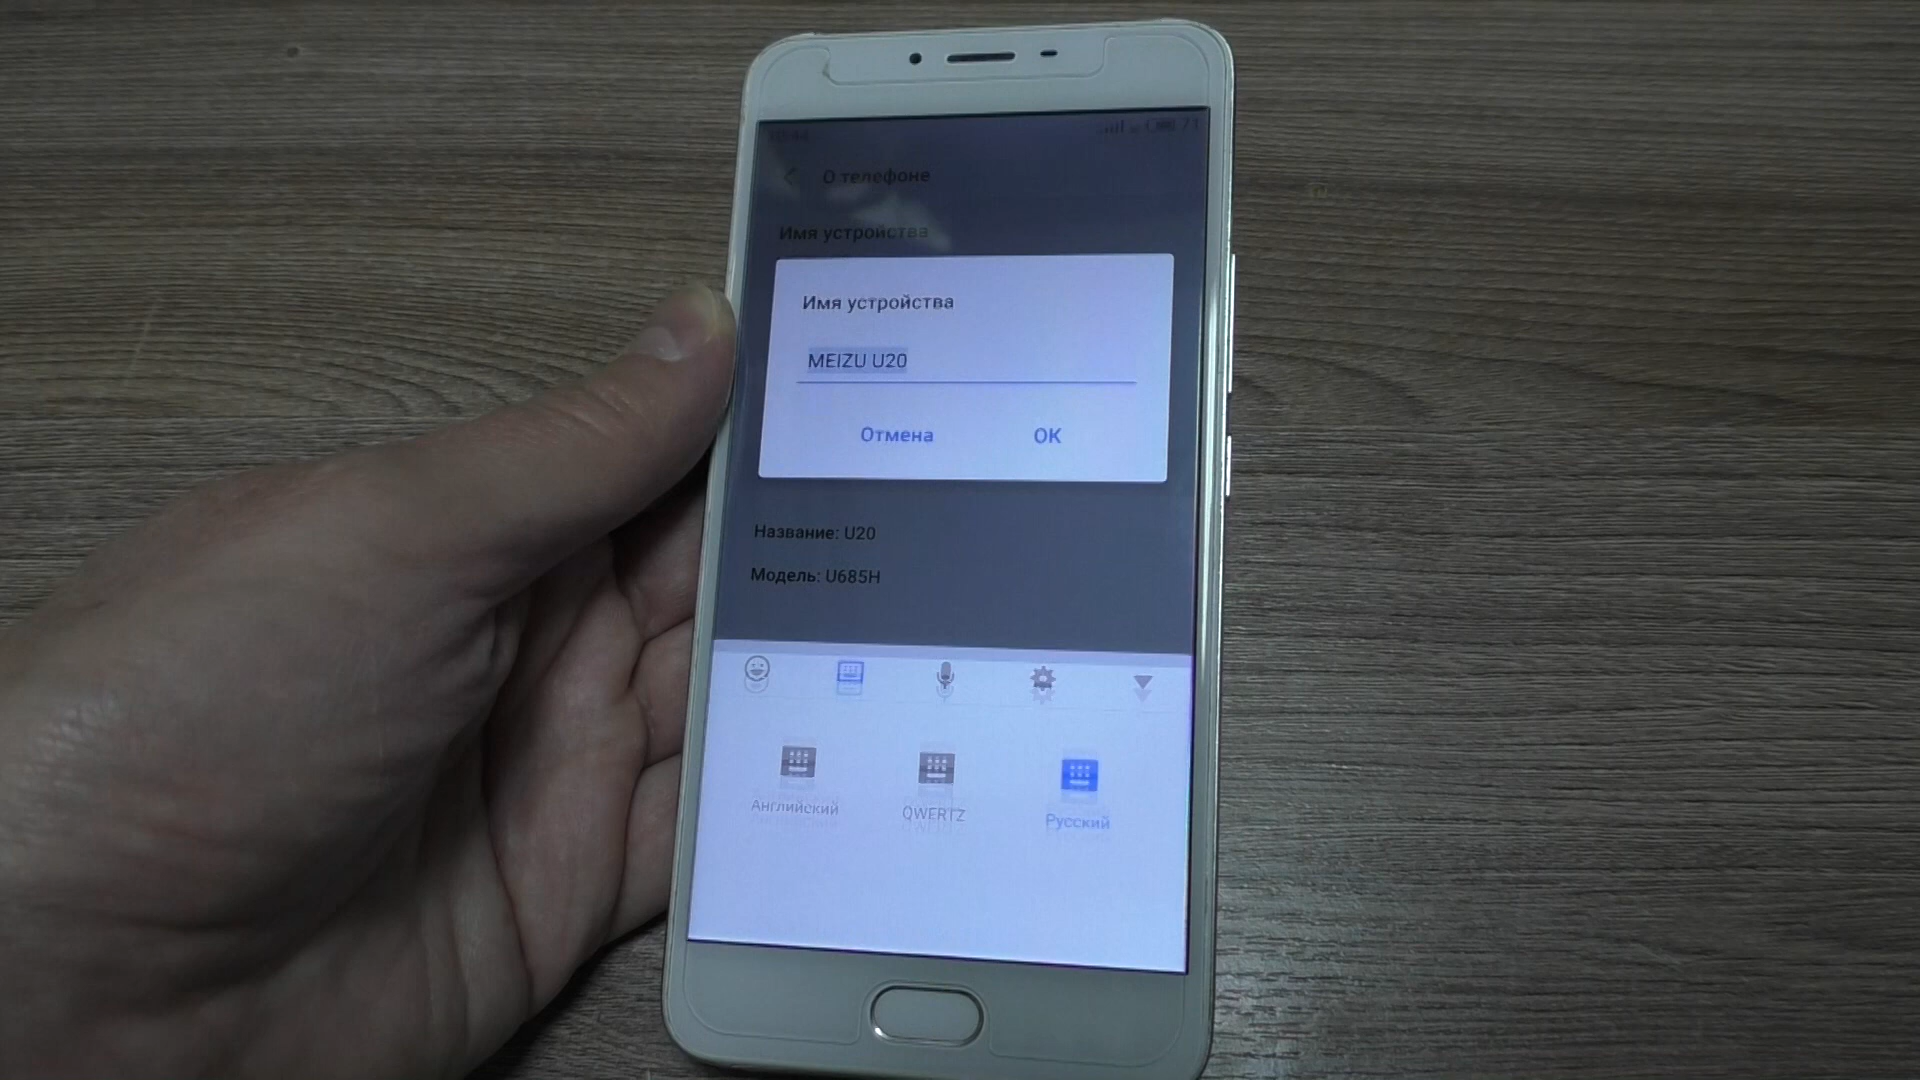 О телефоне
Имя устройства
Имя устройства
MEIZU U20
Отмена
OK
Название: U20
Модель: U685H
Английский
QWERTZ
Русский